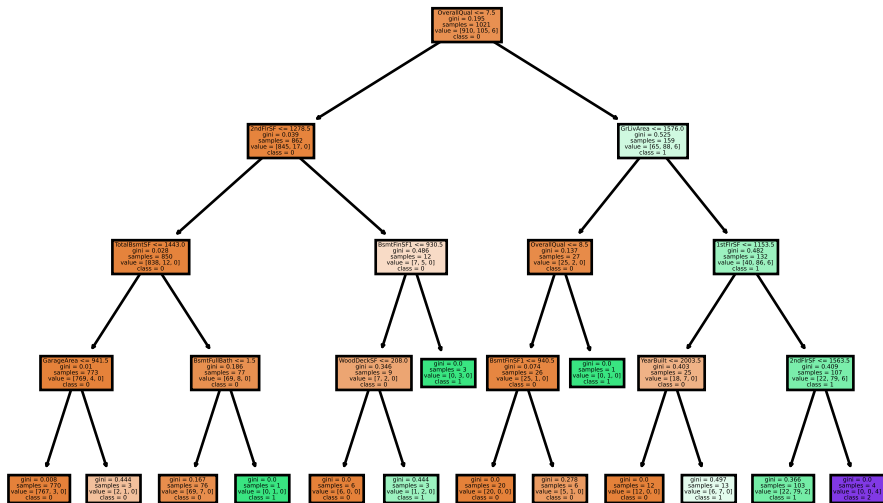 OverallQual <= 7.5
gini = 0.195
samples = 1021
value = [910, 105, 6]
class = 0
2ndFlrSF <= 1278.5
gini = 0.039
samples = 862
value = [845, 17, 0]
class = 0
GrLivArea <= 1576.0
gini = 0.525
samples = 159
value = [65, 88, 6]
class = 1
TotalBsmtSF <= 1443.0
gini = 0.028
samples = 850
value = [838, 12, 0]
class = 0
BsmtFinSF1 <= 930.5
gini = 0.486
samples = 12
value = [7, 5, 0]
class = 0
OverallQual <= 8.5
gini = 0.137
samples = 27
value = [25, 2, 0]
class = 0
1stFlrSF <= 1153.5
gini = 0.482
samples = 132
value = [40, 86, 6]
class = 1
GarageArea <= 941.5
gini = 0.01
samples = 773
value = [769, 4, 0]
class = 0
BsmtFullBath <= 1.5
gini = 0.186
samples = 77
value = [69, 8, 0]
class = 0
WoodDeckSF <= 208.0
gini = 0.346
samples = 9
value = [7, 2, 0]
class = 0
gini = 0.0
samples = 3
value = [0, 3, 0]
class = 1
BsmtFinSF1 <= 940.5
gini = 0.074
samples = 26
value = [25, 1, 0]
class = 0
gini = 0.0
samples = 1
value = [0, 1, 0]
class = 1
YearBuilt <= 2003.5
gini = 0.403
samples = 25
value = [18, 7, 0]
class = 0
2ndFlrSF <= 1563.5
gini = 0.409
samples = 107
value = [22, 79, 6]
class = 1
gini = 0.008
samples = 770
value = [767, 3, 0]
class = 0
gini = 0.444
samples = 3
value = [2, 1, 0]
class = 0
gini = 0.167
samples = 76
value = [69, 7, 0]
class = 0
gini = 0.0
samples = 1
value = [0, 1, 0]
class = 1
gini = 0.0
samples = 6
value = [6, 0, 0]
class = 0
gini = 0.444
samples = 3
value = [1, 2, 0]
class = 1
gini = 0.0
samples = 20
value = [20, 0, 0]
class = 0
gini = 0.278
samples = 6
value = [5, 1, 0]
class = 0
gini = 0.0
samples = 12
value = [12, 0, 0]
class = 0
gini = 0.497
samples = 13
value = [6, 7, 0]
class = 1
gini = 0.366
samples = 103
value = [22, 79, 2]
class = 1
gini = 0.0
samples = 4
value = [0, 0, 4]
class = 2